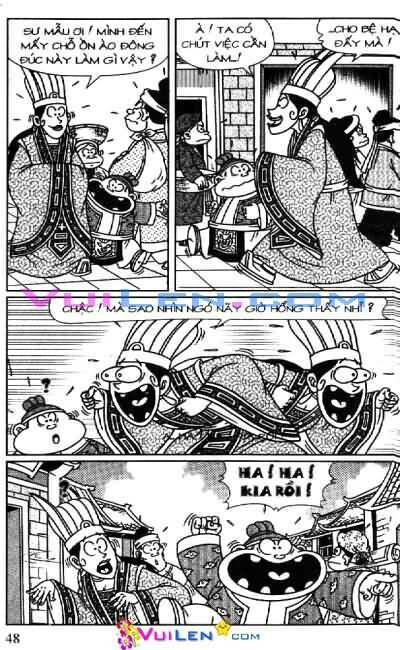 SƯ MẪU ƠI! MÌNH ĐẾN
MẤY CHỖ ỒN ÀO ĐÔNG
ĐÚC NÀY LÀM GÌ VẬY?
À! TA CÓ
CHÚT VIỆC CẦN
LÀM...!
...CHO BỆ HẠ
ĐẤY MÀ!
VuiLen.com
CHẬC! MÀ SAO NHÌN NGÓ NÃY GIỜ HỔNG THẤY NHỈ?
?
HA! HA!
KIA RỒI!
48
VuiLen.com